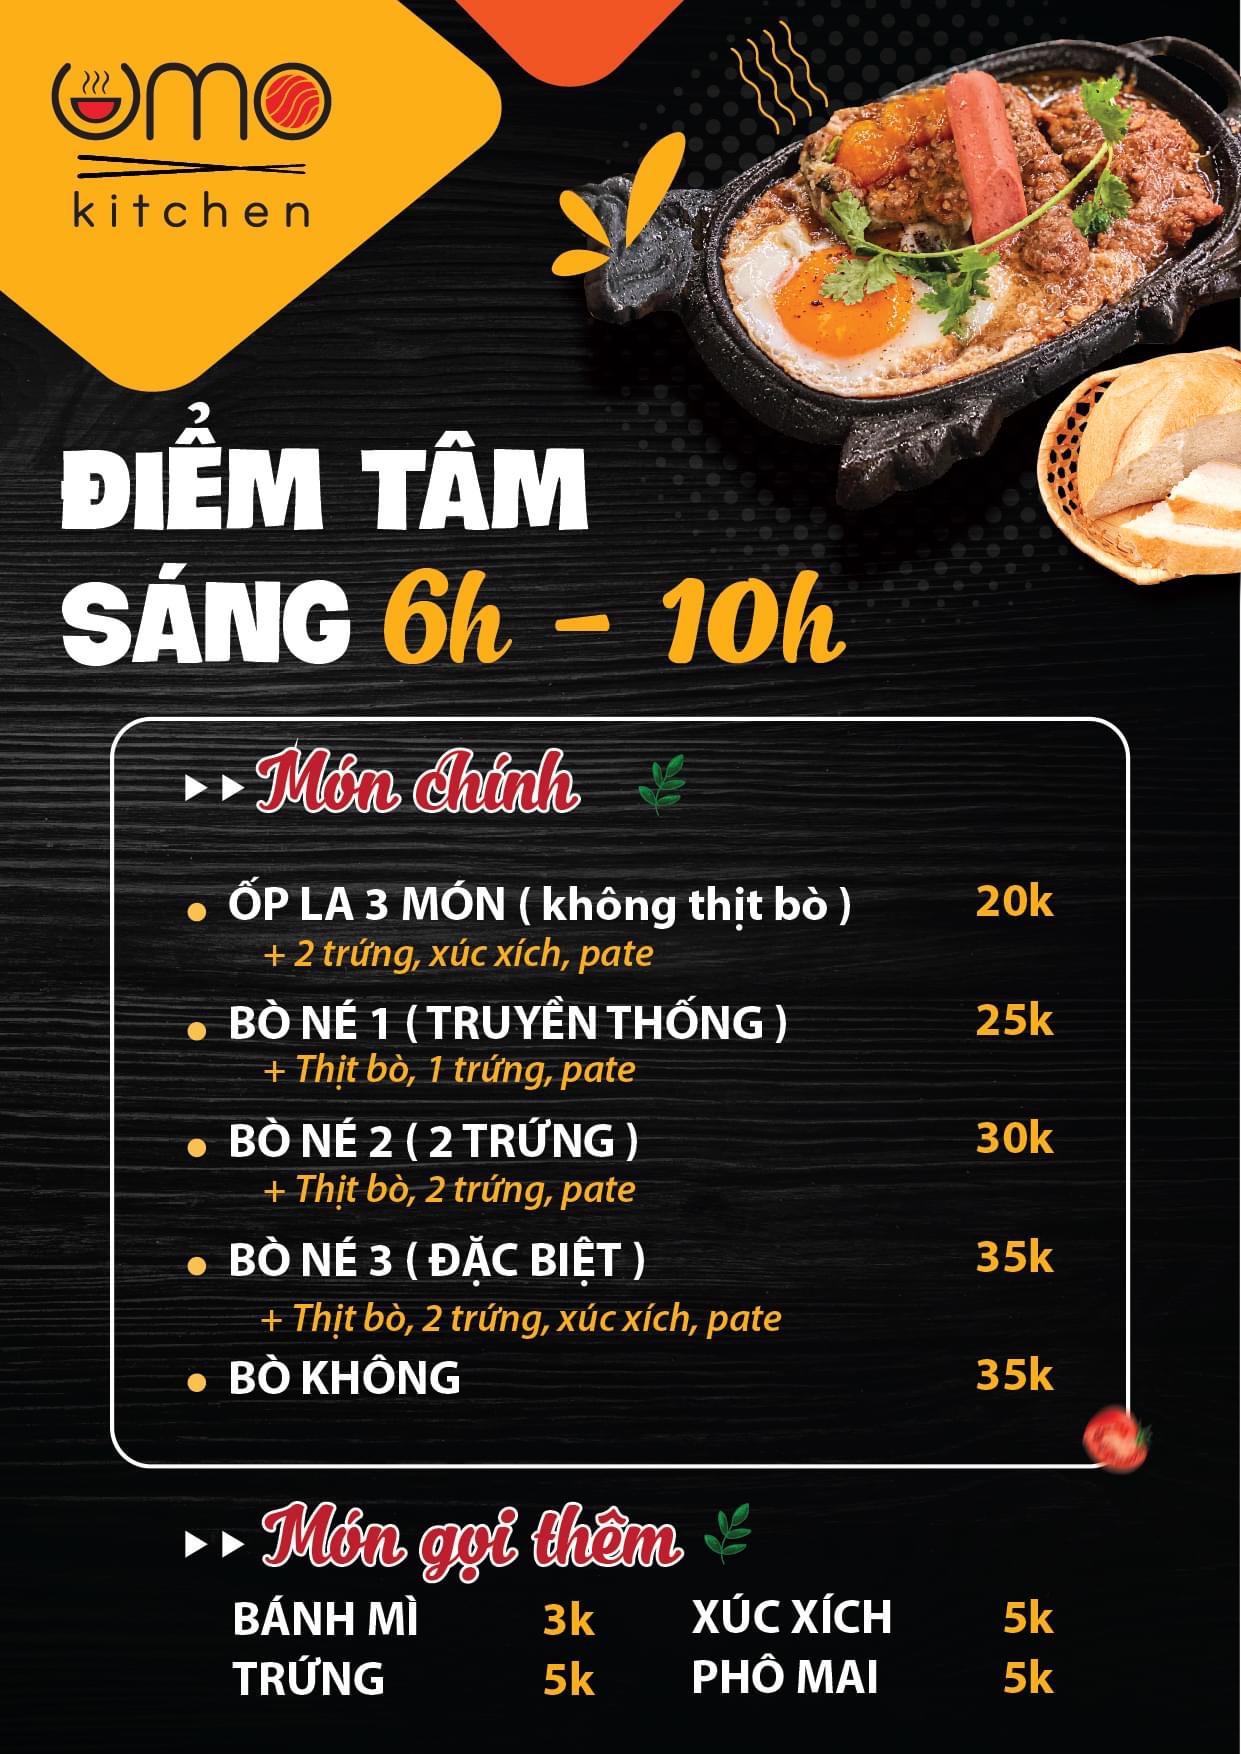 umo
kitchen
ĐIỂM TÂM
SÁNG 6h - 10h
Món chính
ỐP LA 3 MÓN ( không thịt bò ) 20k
+ 2 trứng, xúc xích, pate
BÒ NÉ 1 ( TRUYỀN THỐNG ) 25k
+ Thịt bò, 1 trứng, pate
BÒ NÉ 2 ( 2 TRỨNG ) 30k
+ Thịt bò, 2 trứng, pate
BÒ NÉ 3 ( ĐẶC BIỆT ) 35k
+ Thịt bò, 2 trứng, xúc xích, pate
BÒ KHÔNG 35k
Món gọi thêm
BÁNH MÌ 3k XÚC XÍCH 5k
TRỨNG 5k PHÔ MAI 5k